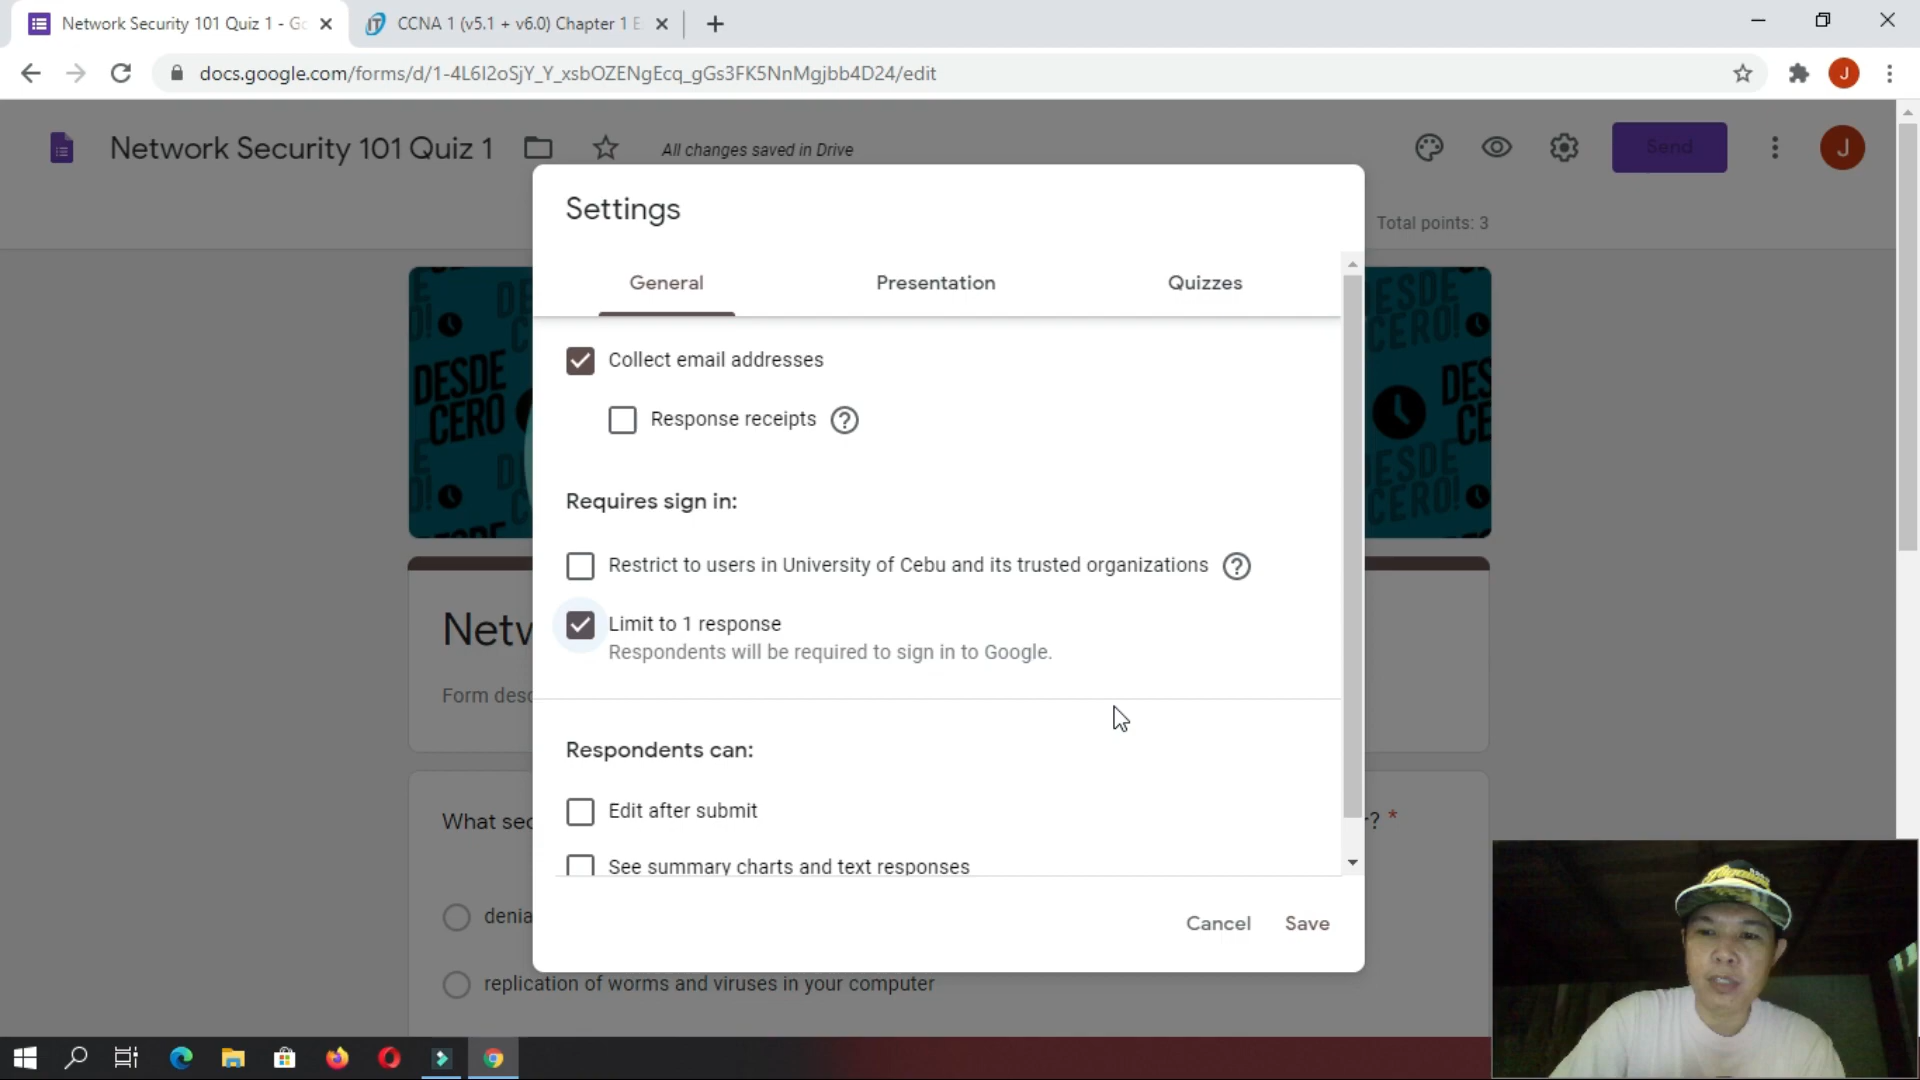 Network Security 101 Quiz 1 - Go
CCNA 1 (v5.1 + v6.0) Chapter 1 E
docs.google.com/forms/d/1-4L6I2oSjY_Y_xsbOZENgEcq_gGs3FK5NnMgjbb4D24/edit
J
Network Security 101 Quiz 1
All changes saved in Drive
Send
J
Total points: 3
Settings
General
Presentation
Quizzes
DESDE
CERO
Collect email addresses
Response receipts
Requires sign in:
Restrict to users in University of Cebu and its trusted organizations
Limit to 1 response
Respondents will be required to sign in to Google.
Netw
Form desc
Respondents can:
Edit after submit
See summary charts and text responses
What sec
? *
Cancel
Save
denia
replication of worms and viruses in your computer